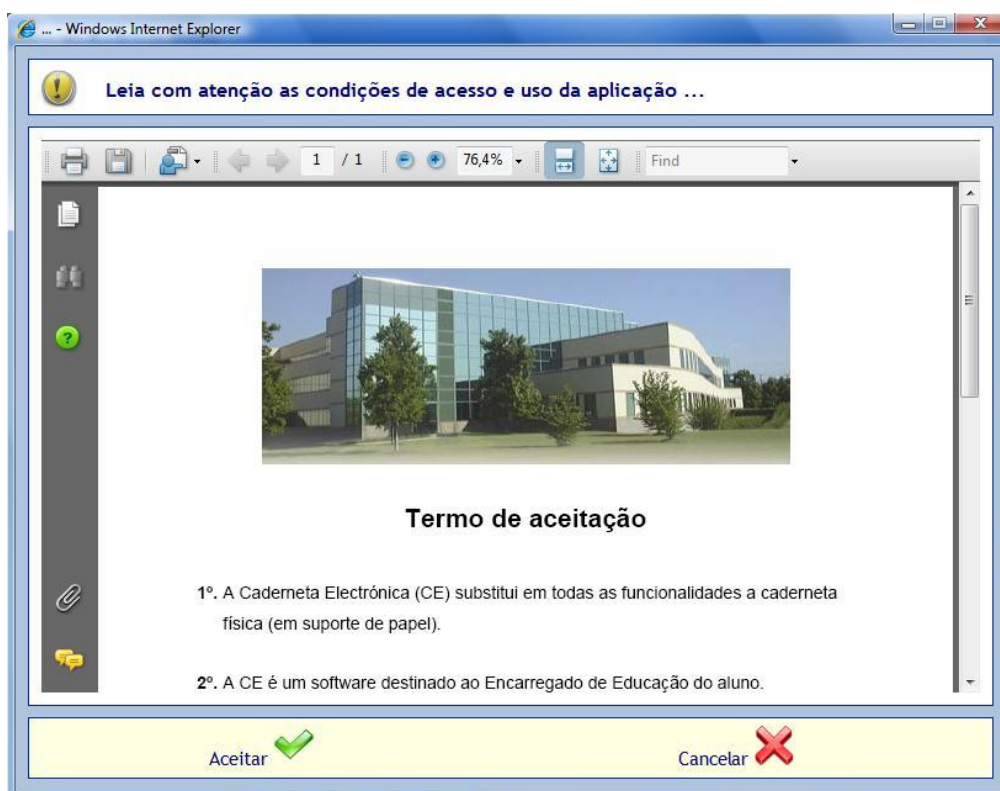 ... - Windows Internet Explorer
Leia com atenção as condições de acesso e uso da aplicação ...
1 / 1 76,4% Find
Termo de aceitação
1º. A Caderneta Electrónica (CE) substitui em todas as funcionalidades a caderneta
física (em suporte de papel).
2º. A CE é um software destinado ao Encarregado de Educação do aluno.
Aceitar Cancelar